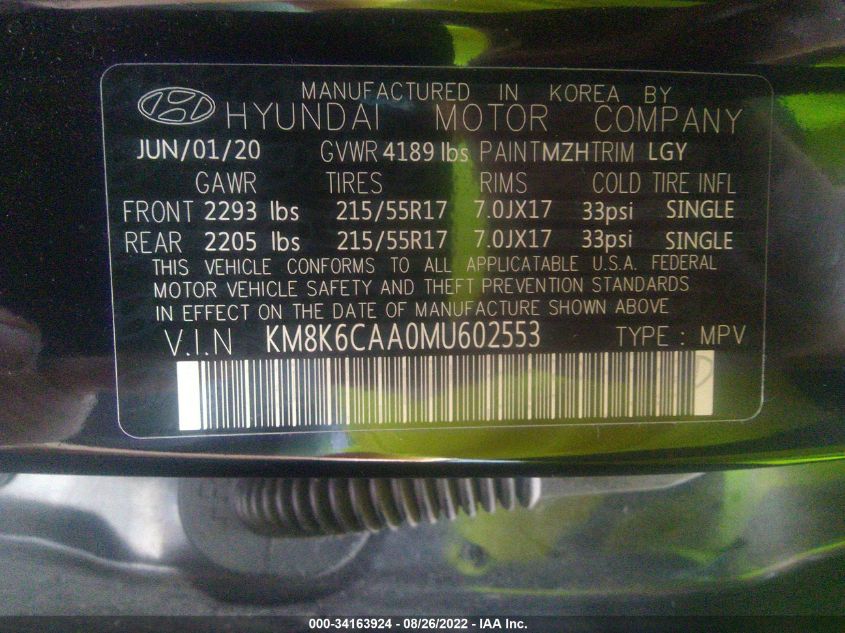 MANUFACTURED IN KOREA BY
HYUNDAI MOTOR COMPANY
JUN/01/20 GVWR 4189 lbs PAINT MZH TRIM LGY
GAWR TIRES RIMS COLD TIRE INFL
FRONT 2293 lbs 215/55R17 7.0JX17 33psi SINGLE
REAR 2205 lbs 215/55R17 7.0JX17 33psi SINGLE
THIS VEHICLE CONFORMS TO ALL APPLICATABLE U.S.A. FEDERAL
MOTOR VEHICLE SAFETY AND THEFT PREVENTION STANDARDS
IN EFFECT ON THE DATE OF MANUFACTURE SHOWN ABOVE
V.I.N KM8K6CAA0MU602553 TYPE : MPV
000-34163924 - 08/26/2022 - IAA Inc.